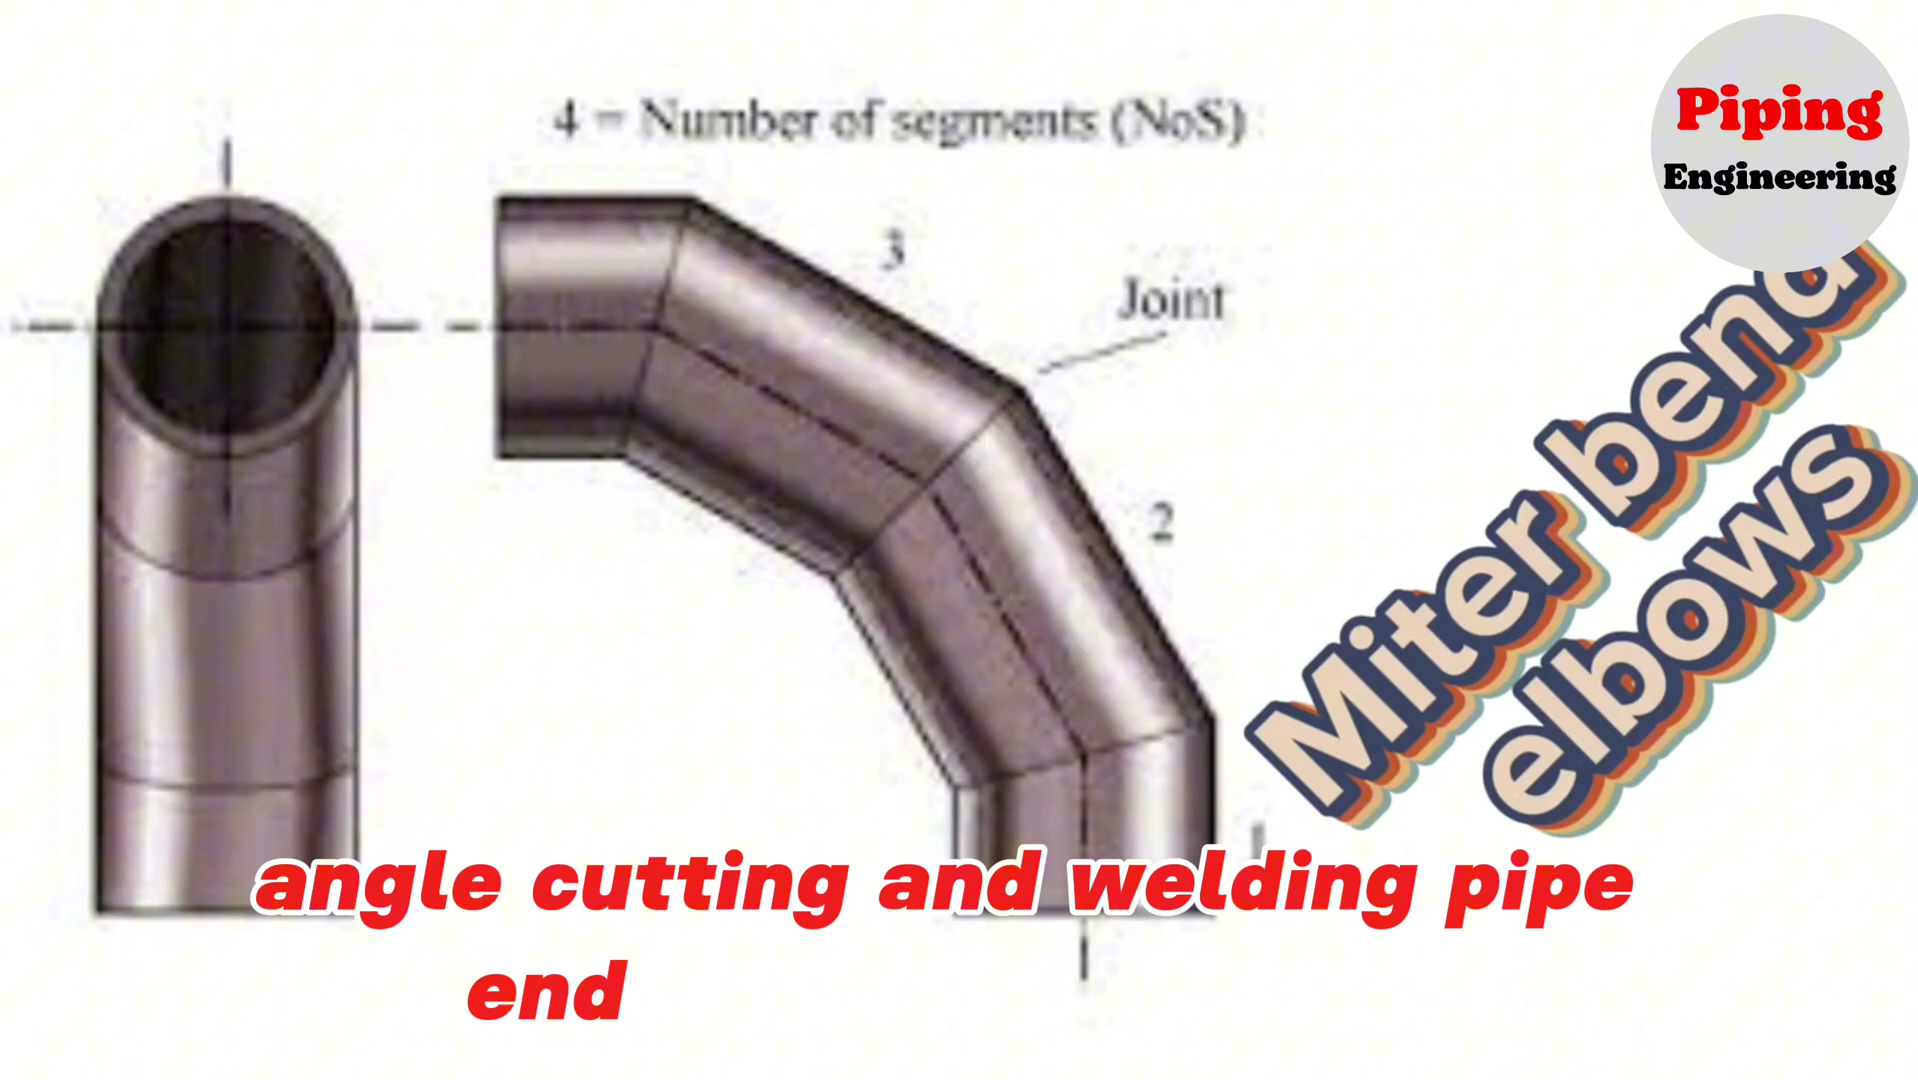 4 = Number of segments (NoS)
Piping
Engineering
3
Joint
2
1
Miter bend
elbows
angle cutting and welding pipe
end